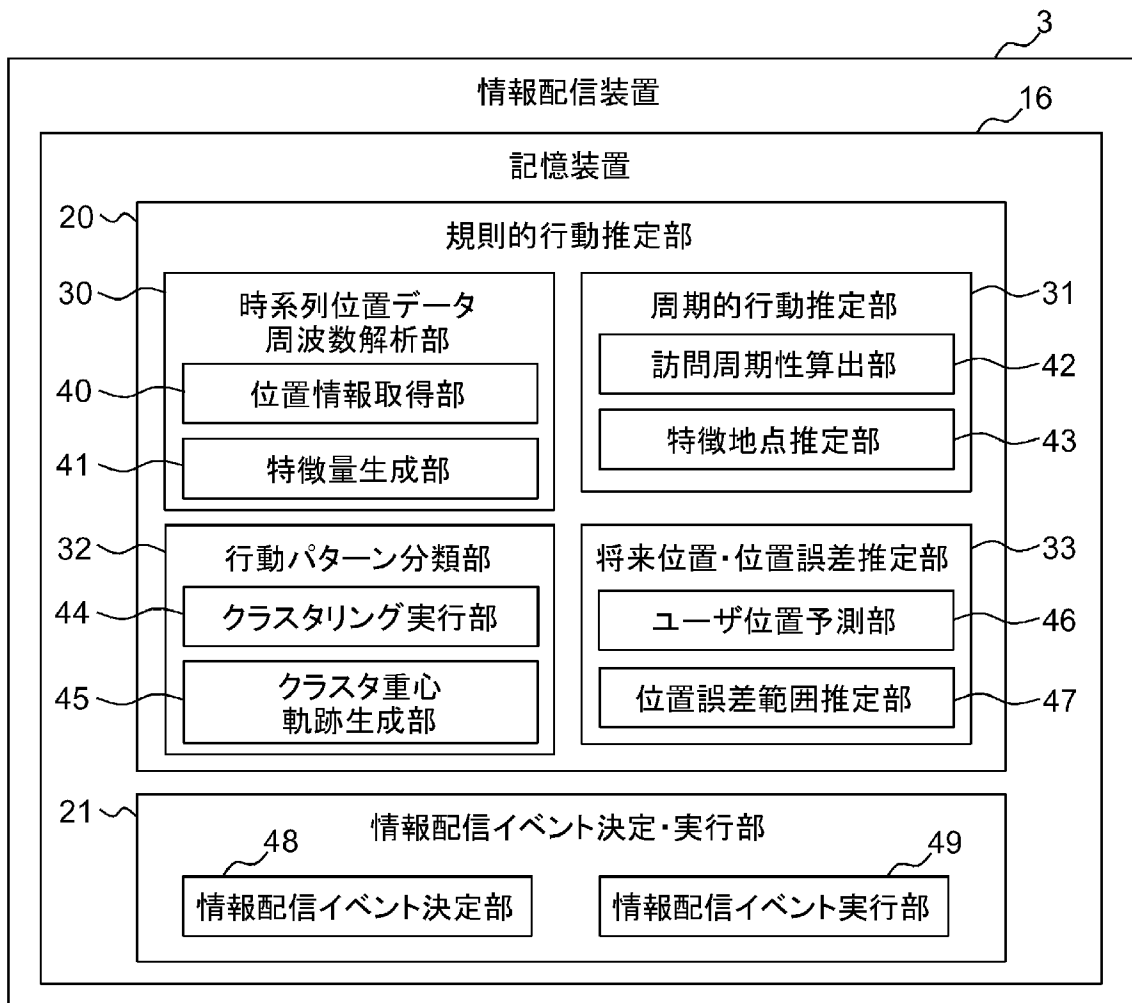 3
情報配信装置
16
記憶装置
20
規則的行動推定部
30
時系列位置データ
周波数解析部
40
位置情報取得部
41
特徴量生成部
31
周期的行動推定部
訪問周期性算出部
42
特徴地点推定部
43
32
行動パターン分類部
44
クラスタリング実行部
45
クラスタ重心
軌跡生成部
33
将来位置・位置誤差推定部
ユーザ位置予測部
46
位置誤差範囲推定部
47
21
情報配信イベント決定・実行部
48
情報配信イベント決定部
49
情報配信イベント実行部